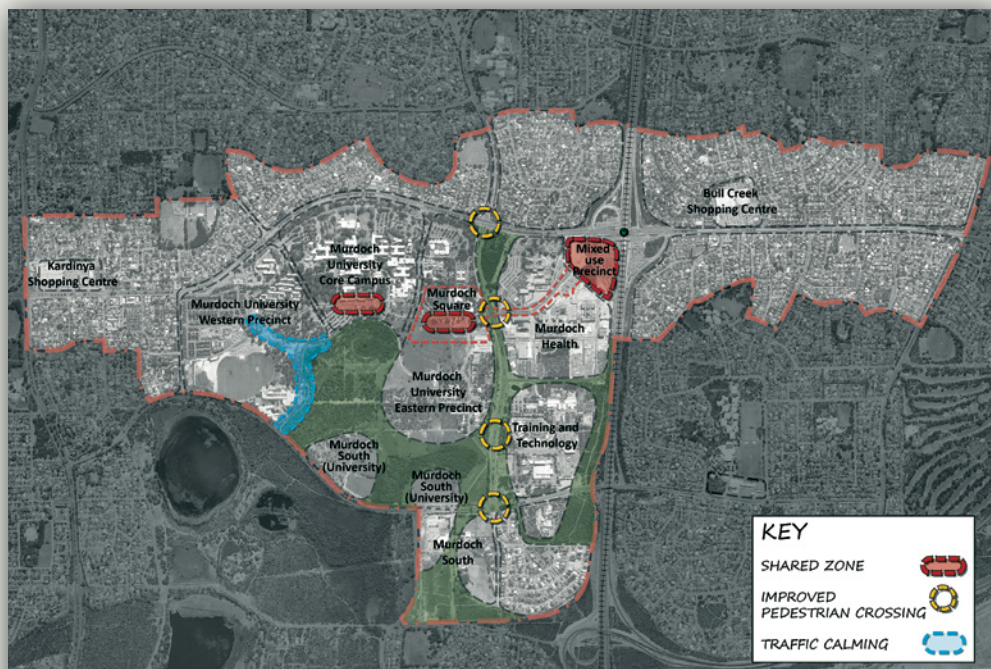 Bull Creek
Shopping Centre
Murdoch
University
Core Campus
Mixed
use
Precinct
Kardinya
Shopping Centre
Murdoch University
Western Precinct
Murdoch
Square
Murdoch
Health
Murdoch
University
Eastern Precinct
Training and
Technology
Murdoch
South
(University)
Murdoch
South
(University)
Murdoch
South
KEY
SHARED ZONE
IMPROVED
PEDESTRIAN CROSSING
TRAFFIC CALMING